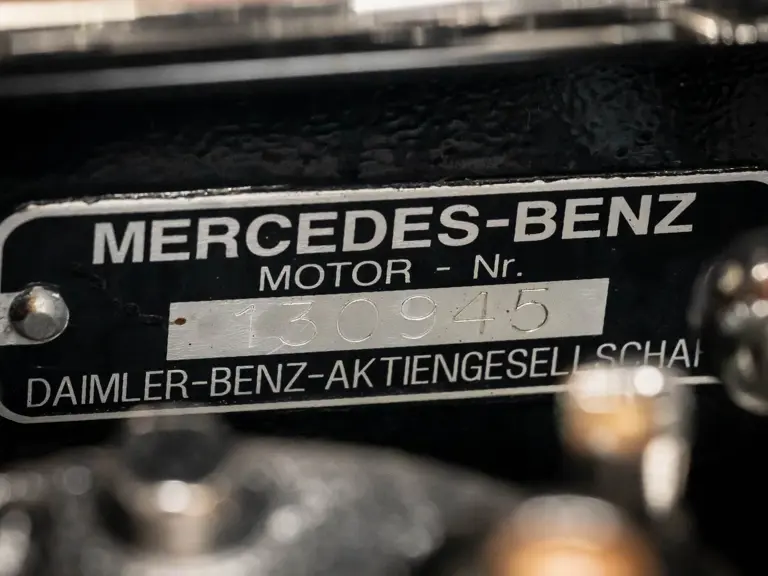 MERCEDES-BENZ
MOTOR - Nr.
130945
DAIMLER-BENZ-AKTIENGESELLSCHAF